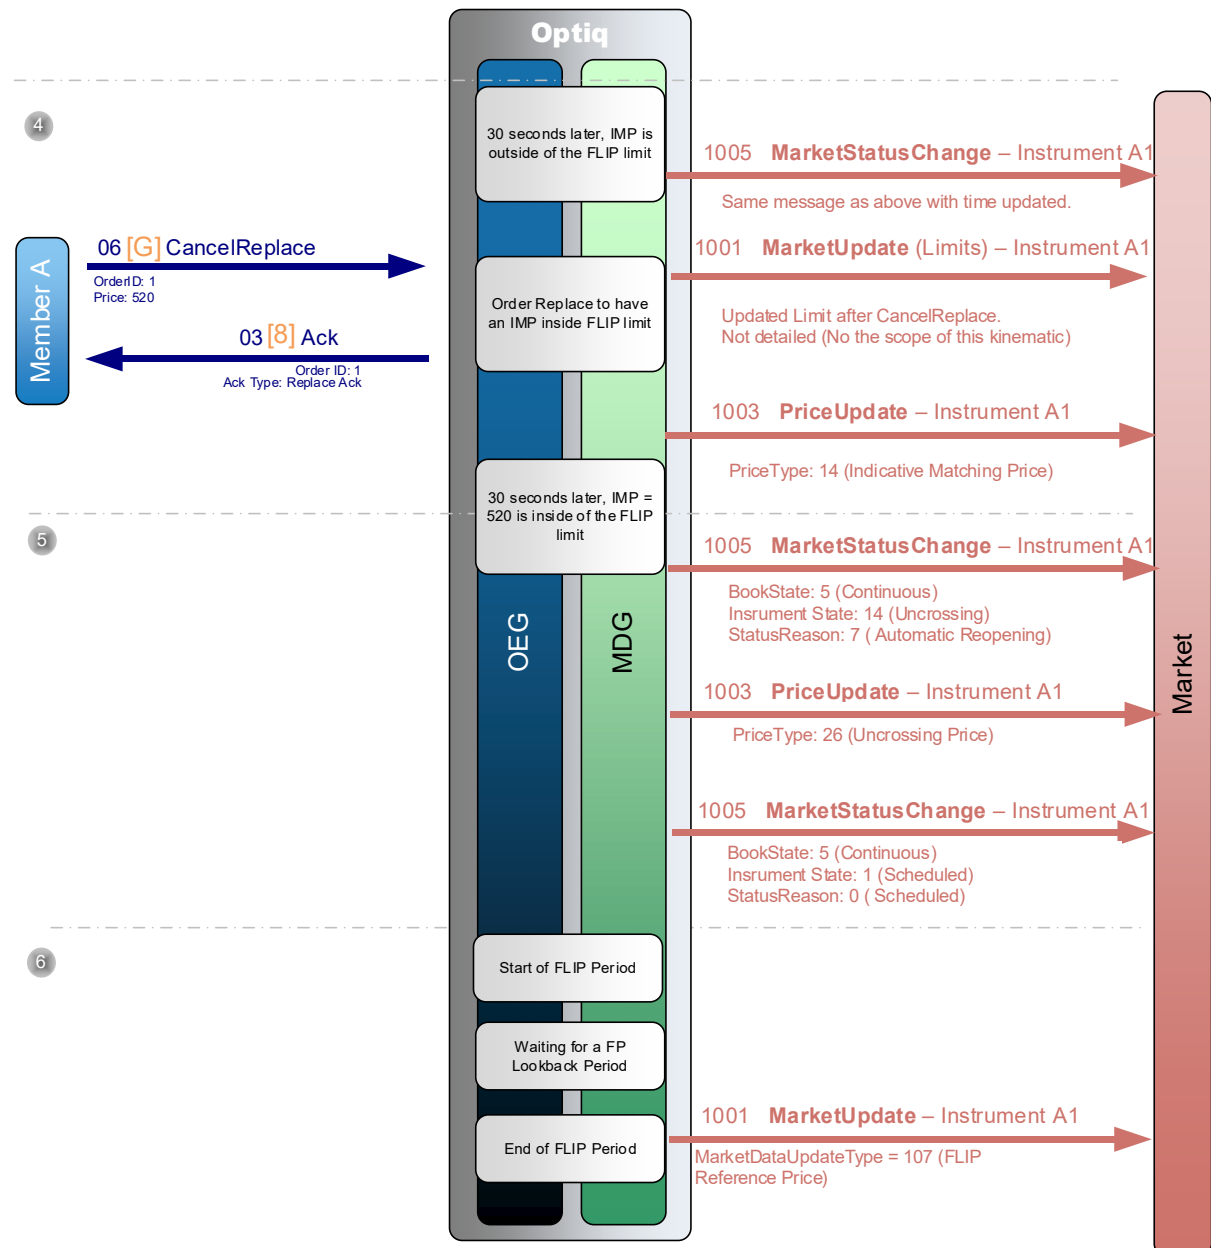 Optiq
4
30 seconds later, IMP is
outside of the FLIP limit
1005 MarketStatusChange – Instrument A1
Same message as above with time updated.
Member A
06 [G] CancelReplace
OrderID: 1
Price: 520
1001 MarketUpdate (Limits) – Instrument A1
Order Replace to have
an IMP inside FLIP limit
Updated Limit after CancelReplace.
Not detailed (No the scope of this kinematic)
03 [8] Ack
Order ID: 1
Ack Type: Replace Ack
1003 PriceUpdate – Instrument A1
PriceType: 14 (Indicative Matching Price)
30 seconds later, IMP =
520 is inside of the FLIP
limit
5
1005 MarketStatusChange – Instrument A1
BookState: 5 (Continuous)
Insrument State: 14 (Uncrossing)
StatusReason: 7 ( Automatic Reopening)
OEG
MDG
Market
1003 PriceUpdate – Instrument A1
PriceType: 26 (Uncrossing Price)
1005 MarketStatusChange – Instrument A1
BookState: 5 (Continuous)
Insrument State: 1 (Scheduled)
StatusReason: 0 ( Scheduled)
6
Start of FLIP Period
Waiting for a FP
Lookback Period
End of FLIP Period
1001 MarketUpdate – Instrument A1
MarketDataUpdateType = 107 (FLIP
Reference Price)